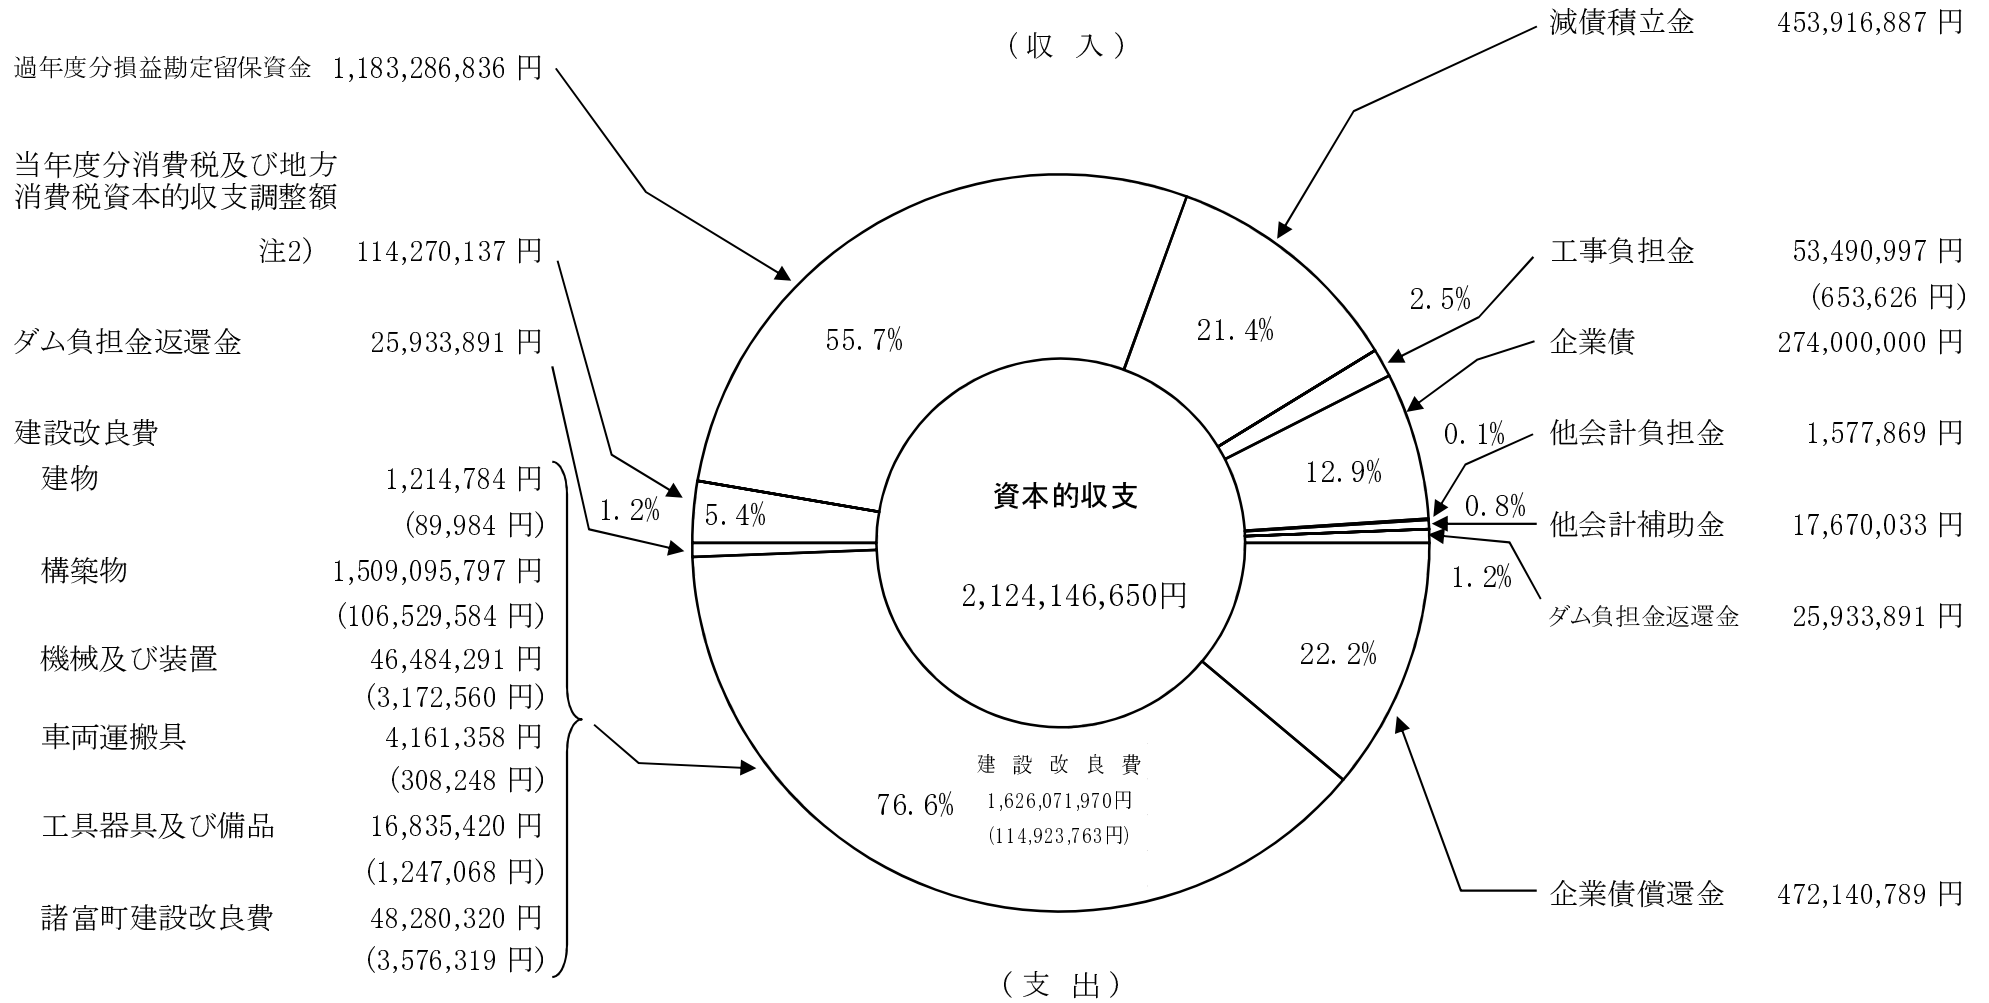 (収 入)
過年度分損益勘定留保資金 1,183,286,836 円
当年度分消費税及び地方
消費税資本的収支調整額
注2) 114,270,137 円
ダム負担金返還金 25,933,891 円
建設改良費
建物 1,214,784 円
(89,984 円)
構築物 1,509,095,797 円
(106,529,584 円)
機械及び装置 46,484,291 円
(3,172,560 円)
車両運搬具 4,161,358 円
(308,248 円)
工具器具及び備品 16,835,420 円
(1,247,068 円)
諸富町建設改良費 48,280,320 円
(3,576,319 円)
55.7%
21.4%
2.5%
12.9%
0.1%
0.8%
1.2%
5.4%
1.2%
22.2%
76.6%
資本的収支
2,124,146,650円
建設改良費
1,626,071,970円
(114,923,763円)
減債積立金 453,916,887 円
工事負担金 53,490,997 円
(653,626 円)
企業債 274,000,000 円
他会計負担金 1,577,869 円
他会計補助金 17,670,033 円
ダム負担金返還金 25,933,891 円
企業債償還金 472,140,789 円
(支 出)